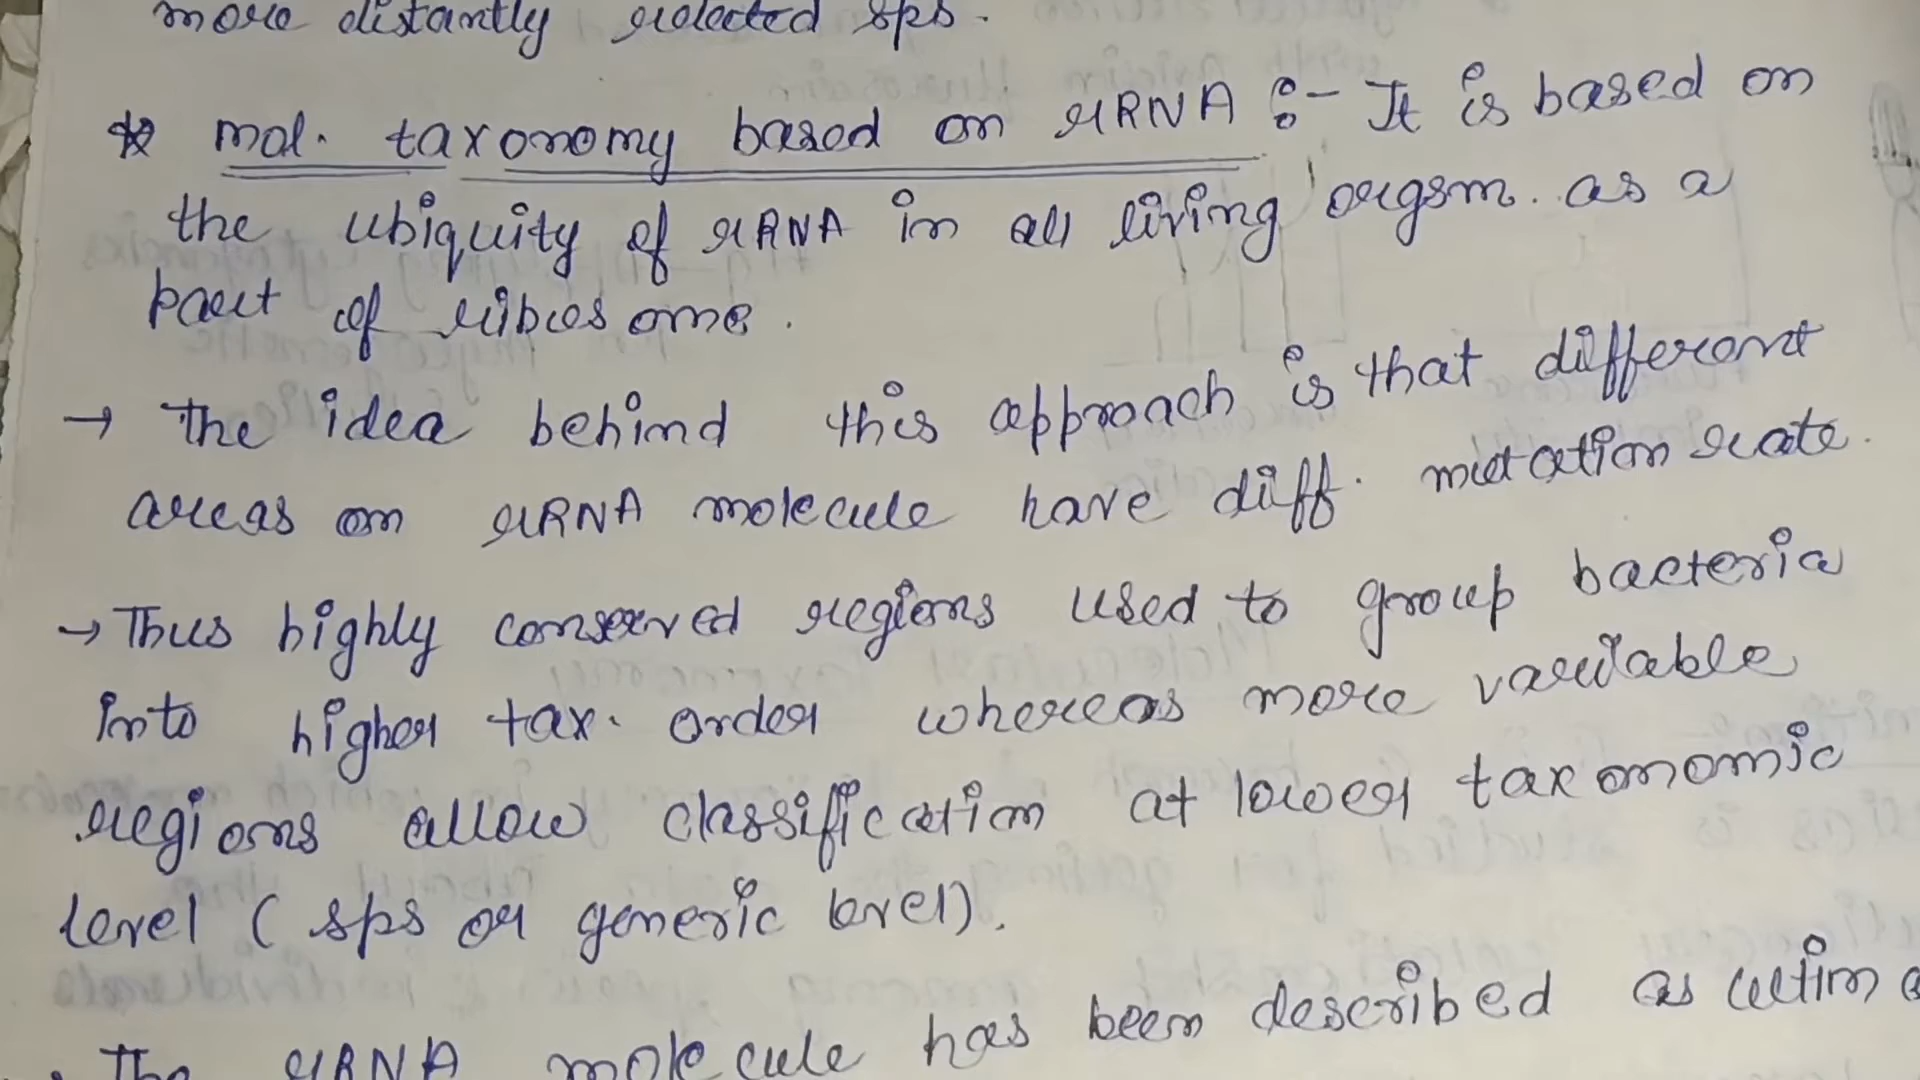 more distantly related sps.
* mol. taxonomy based on rRNA :- It is based on
the ubiquity of rRNA in all living orgsm. as a
part of ribosome.
→ The idea behind this approach is that different
areas on rRNA molecule have diff. mutation rate.
→ Thus highly conserved regions used to group bacteria
into higher tax. order whereas more variable
regions allow classification at lower taxonomic
level ( sps or generic level).
The rRNA molecule has been described as